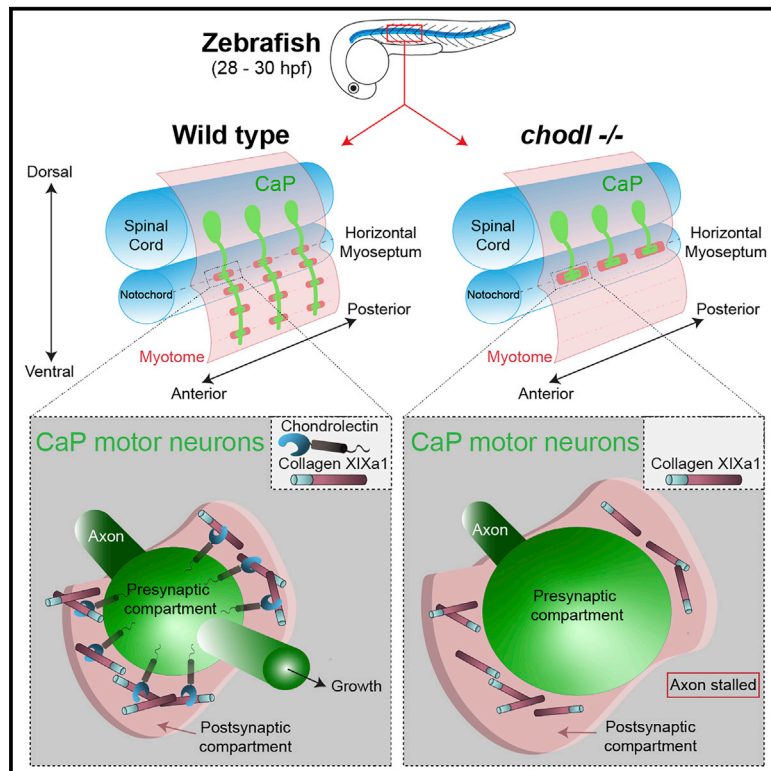 Zebrafish
(28 - 30 hpf)
Wild type
chodl -/-
Dorsal
Ventral
CaP
Spinal
Cord
Notochord
Horizontal
Myoseptum
Myotome
Posterior
Anterior
CaP
Spinal
Cord
Notochord
Horizontal
Myoseptum
Posterior
Anterior
CaP motor neurons
Chondrolectin
Collagen XIXa1
Axon
Presynaptic
compartment
Growth
Postsynaptic
compartment
CaP motor neurons
Collagen XIXa1
Axon
Presynaptic
compartment
Axon stalled
Postsynaptic
compartment